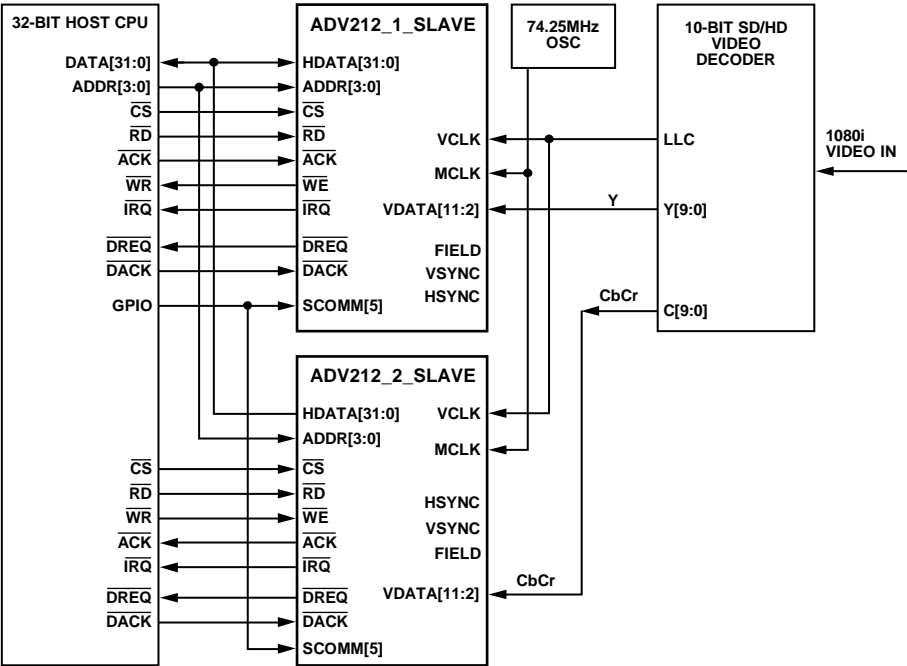 32-BIT HOST CPU
DATA[31:0]
ADDR[3:0]
CS
RD
ACK
WR
IRQ
DREQ
DACK
GPIO
CS
RD
WR
ACK
IRQ
DREQ
DACK
ADV212_1_SLAVE
HDATA[31:0]
ADDR[3:0]
CS
RD
ACK
WE
IRQ
DREQ
DACK
SCOMM[5]
VCLK
MCLK
VDATA[11:2]
FIELD
VSYNC
HSYNC
ADV212_2_SLAVE
HDATA[31:0]
ADDR[3:0]
CS
RD
WE
ACK
IRQ
DREQ
DACK
SCOMM[5]
VCLK
MCLK
HSYNC
VSYNC
FIELD
VDATA[11:2]
74.25MHz
OSC
Y
CbCr
CbCr
10-BIT SD/HD
VIDEO
DECODER
LLC
Y[9:0]
C[9:0]
1080i
VIDEO IN